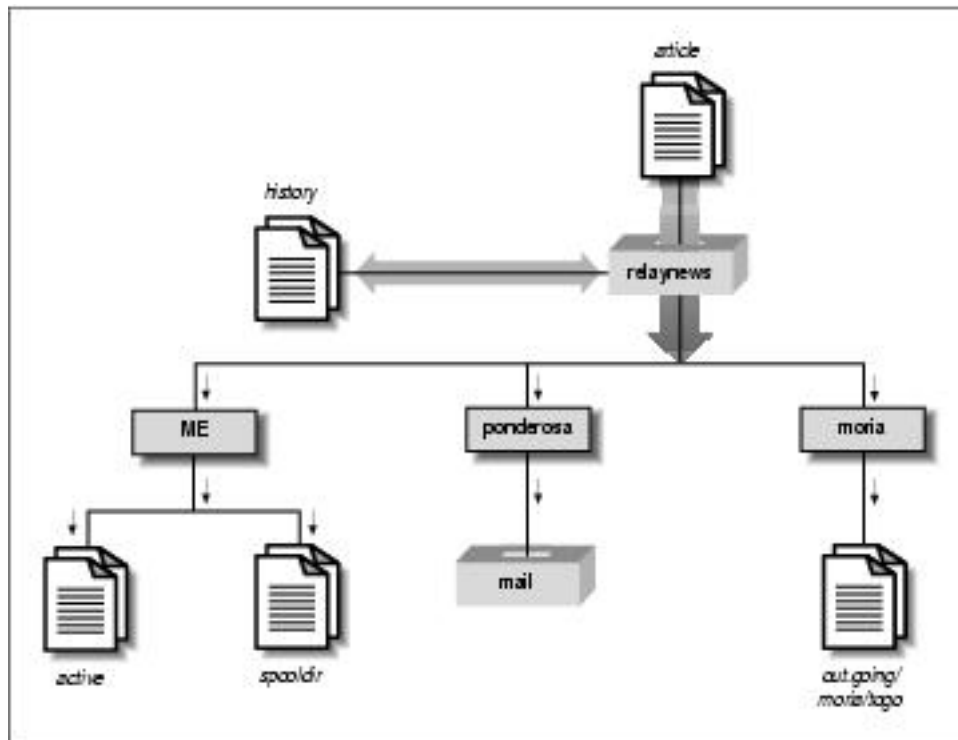 article
history
relaynews
ME
ponderosa
moria
mail
active
spooldir
out.going/
moria/togo